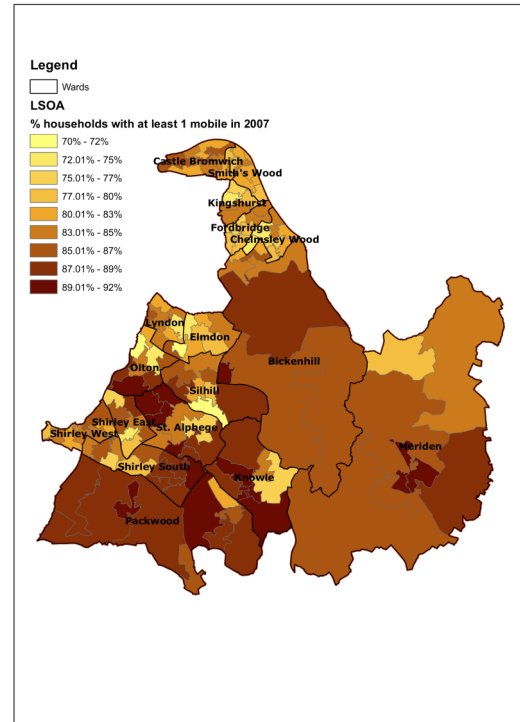 Legend
Wards
LSOA
% households with at least 1 mobile in 2007
70% - 72%
72.01% - 75%
75.01% - 77%
77.01% - 80%
80.01% - 83%
83.01% - 85%
85.01% - 87%
87.01% - 89%
89.01% - 92%
Castle Bromwich
Smith's Wood
Kingshurst
Fordbridge
Chelmsley Wood
Lyndon
Elmdon
Bickenhill
Olton
Silhill
Shirley East
St. Alphege
Shirley West
Meriden
Shirley South
Knowle
Packwood